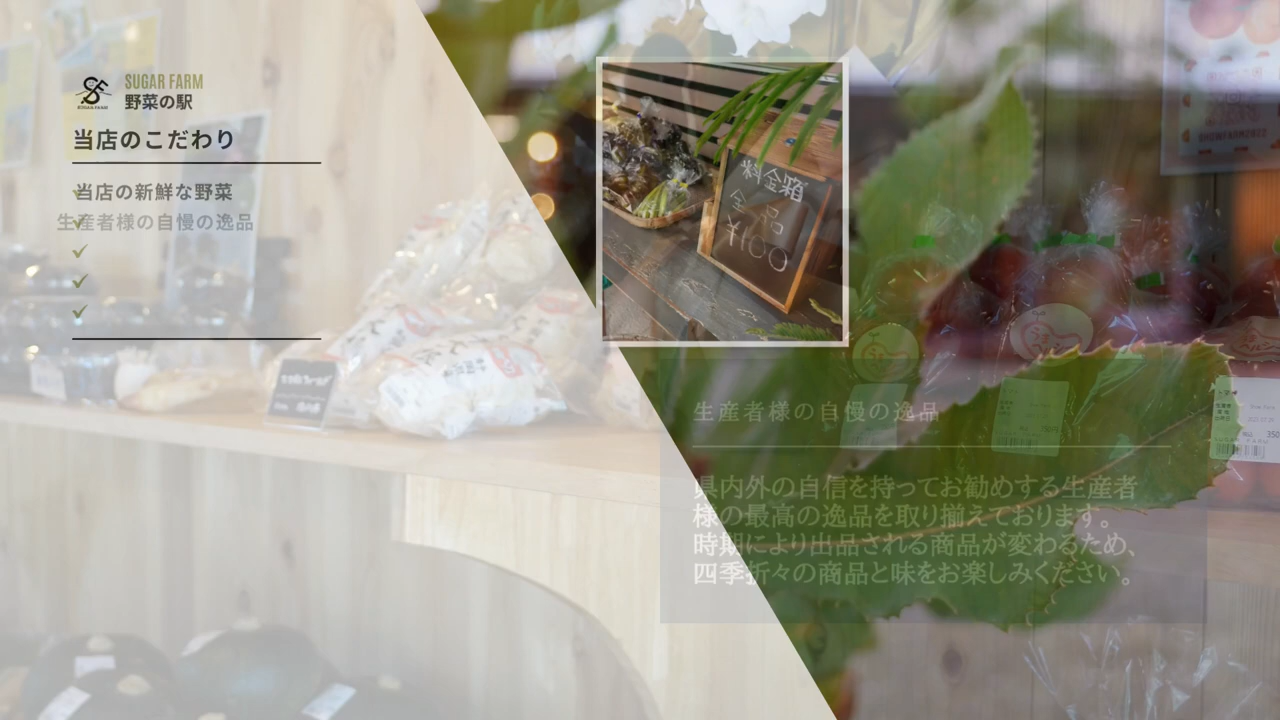 SUGAR FARM
野菜の駅
当店のこだわり
当店の新鮮な野菜
生産者様の自慢の逸品
料金箱
全品
¥100
生産者様の自慢の逸品
県内外の自信を持ってお勧めする生産者
様の最高の逸品を取り揃えております。
時期により出品される商品が変わるため、
四季折々の商品と味をお楽しみください。